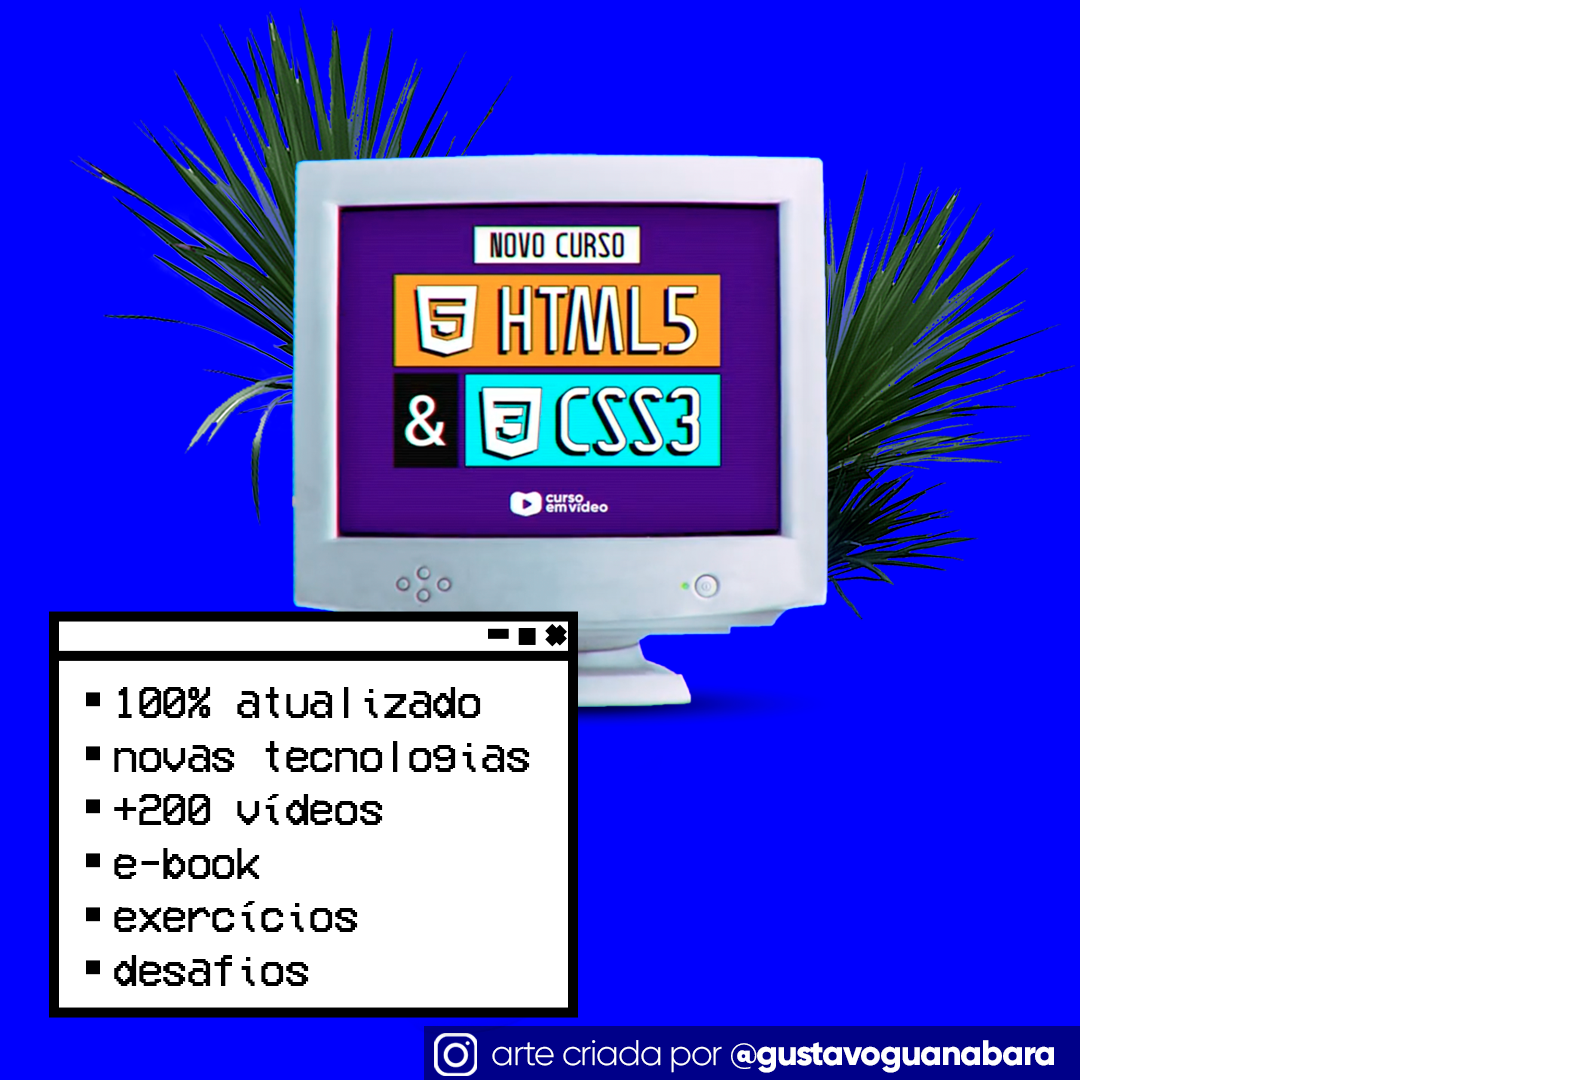 NOVO CURSO
HTML5
& CSS3
curso
em vídeo
100% atualizado
novas tecnologias
+200 vídeos
e-book
exercícios
desafios
arte criada por @gustavoguanabara